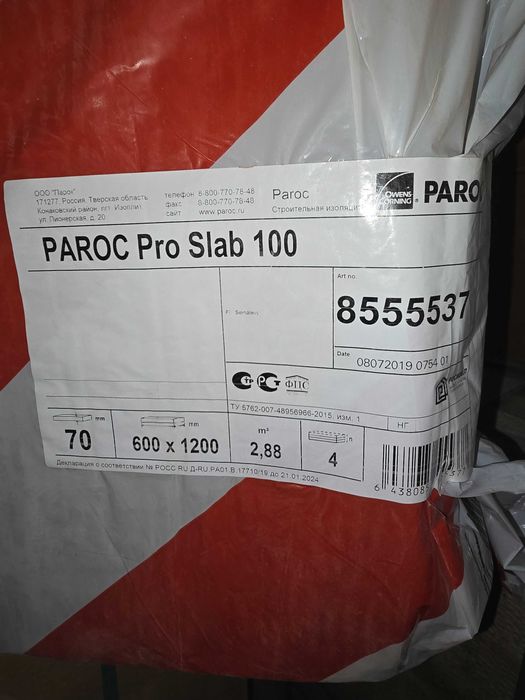 ООО "Парок"
171277, Россия, Тверская область,
Конаковский район, пгт. Изоплит,
ул. Пионерская, д. 20
телефон 8-800-770-78-48
факс 8-800-770-78-48
сайт www.paroc.ru
Paroc
Строительная изоляция
OWENS
CORNING
PAROC
PAROC Pro Slab 100
Art no.
8555537
Date 08072019 0754 01
ТУ 5762-007-48956966-2015, изм. 1
НГ
mm
70
mm
600 x 1200
m²
2,88
n
4
Декларация о соответствии № РОСС RU Д-RU.РА01.В.17710/19 до 21.01.2024